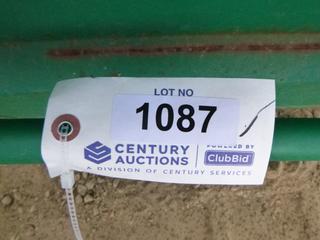 LOT NO
1087
CENTURY AUCTIONS
POWERED BY
ClubBid
A DIVISION OF CENTURY SERVICES